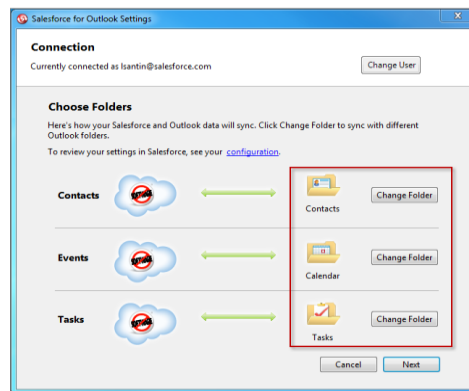 Salesforce for Outlook Settings
Connection
Currently connected as lsantin@salesforce.com
Change User
Choose Folders
Here's how your Salesforce and Outlook data will sync. Click Change Folder to sync with different
Outlook folders.
To review your settings in Salesforce, see your configuration.
Contacts
Contacts
Change Folder
Events
Calendar
Change Folder
Tasks
Tasks
Change Folder
Cancel
Next